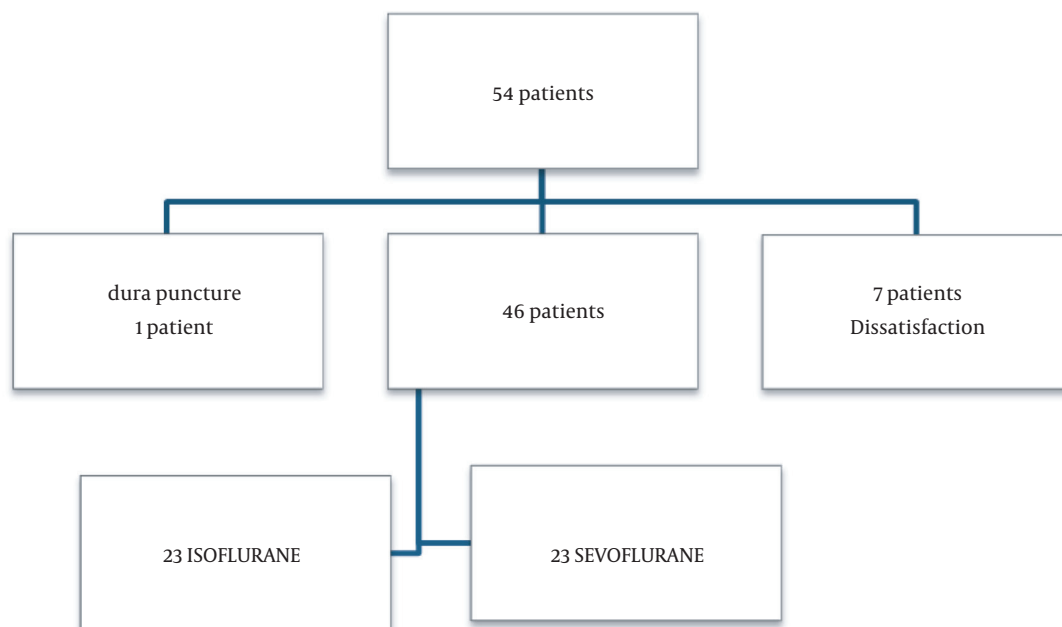 54 patients
dura puncture
1 patient
46 patients
7 patients
Dissatisfaction
23 ISOFLURANE
23 SEVOFLURANE